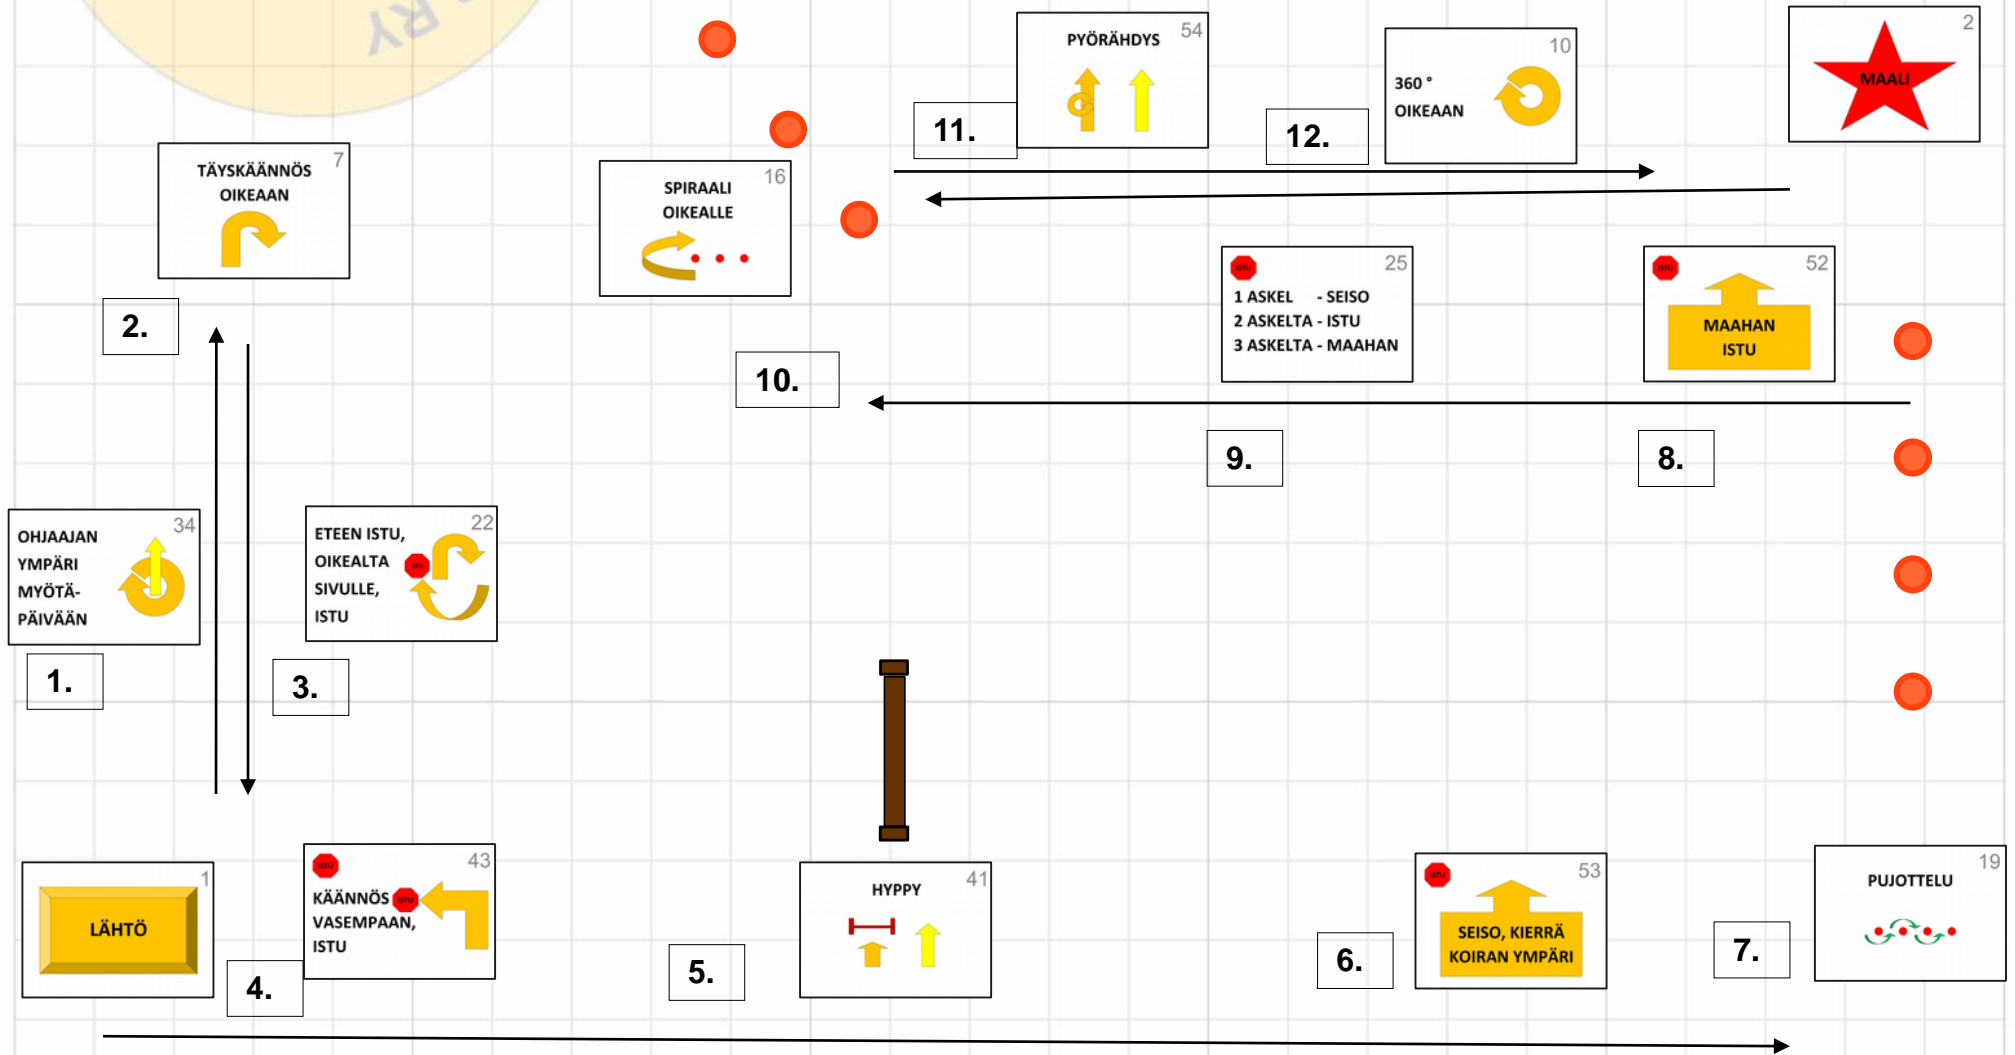 RY
54
PYÖRÄHDYS
11.
10
360 °
OIKEAAN
12.
2
MAALI
7
TÄYSKÄÄNNÖS
OIKEAAN
2.
16
SPIRAALI
OIKEALLE
10.
ISTU
25
1 ASKEL - SEISO
2 ASKELTA - ISTU
3 ASKELTA - MAAHAN
9.
ISTU
52
MAAHAN
ISTU
8.
34
OHJAAJAN
YMPÄRI
MYÖTÄ-
PÄIVÄÄN
1.
22
ETEEN ISTU,
OIKEALTA
SIVULLE,
ISTU
ISTU
3.
1
LÄHTÖ
ISTU
43
KÄÄNNÖS ISTU
VASEMPAAN,
ISTU
4.
41
HYPPY
5.
ISTU
53
SEISO, KIERRÄ
KOIRAN YMPÄRI
6.
19
PUJOTTELU
7.